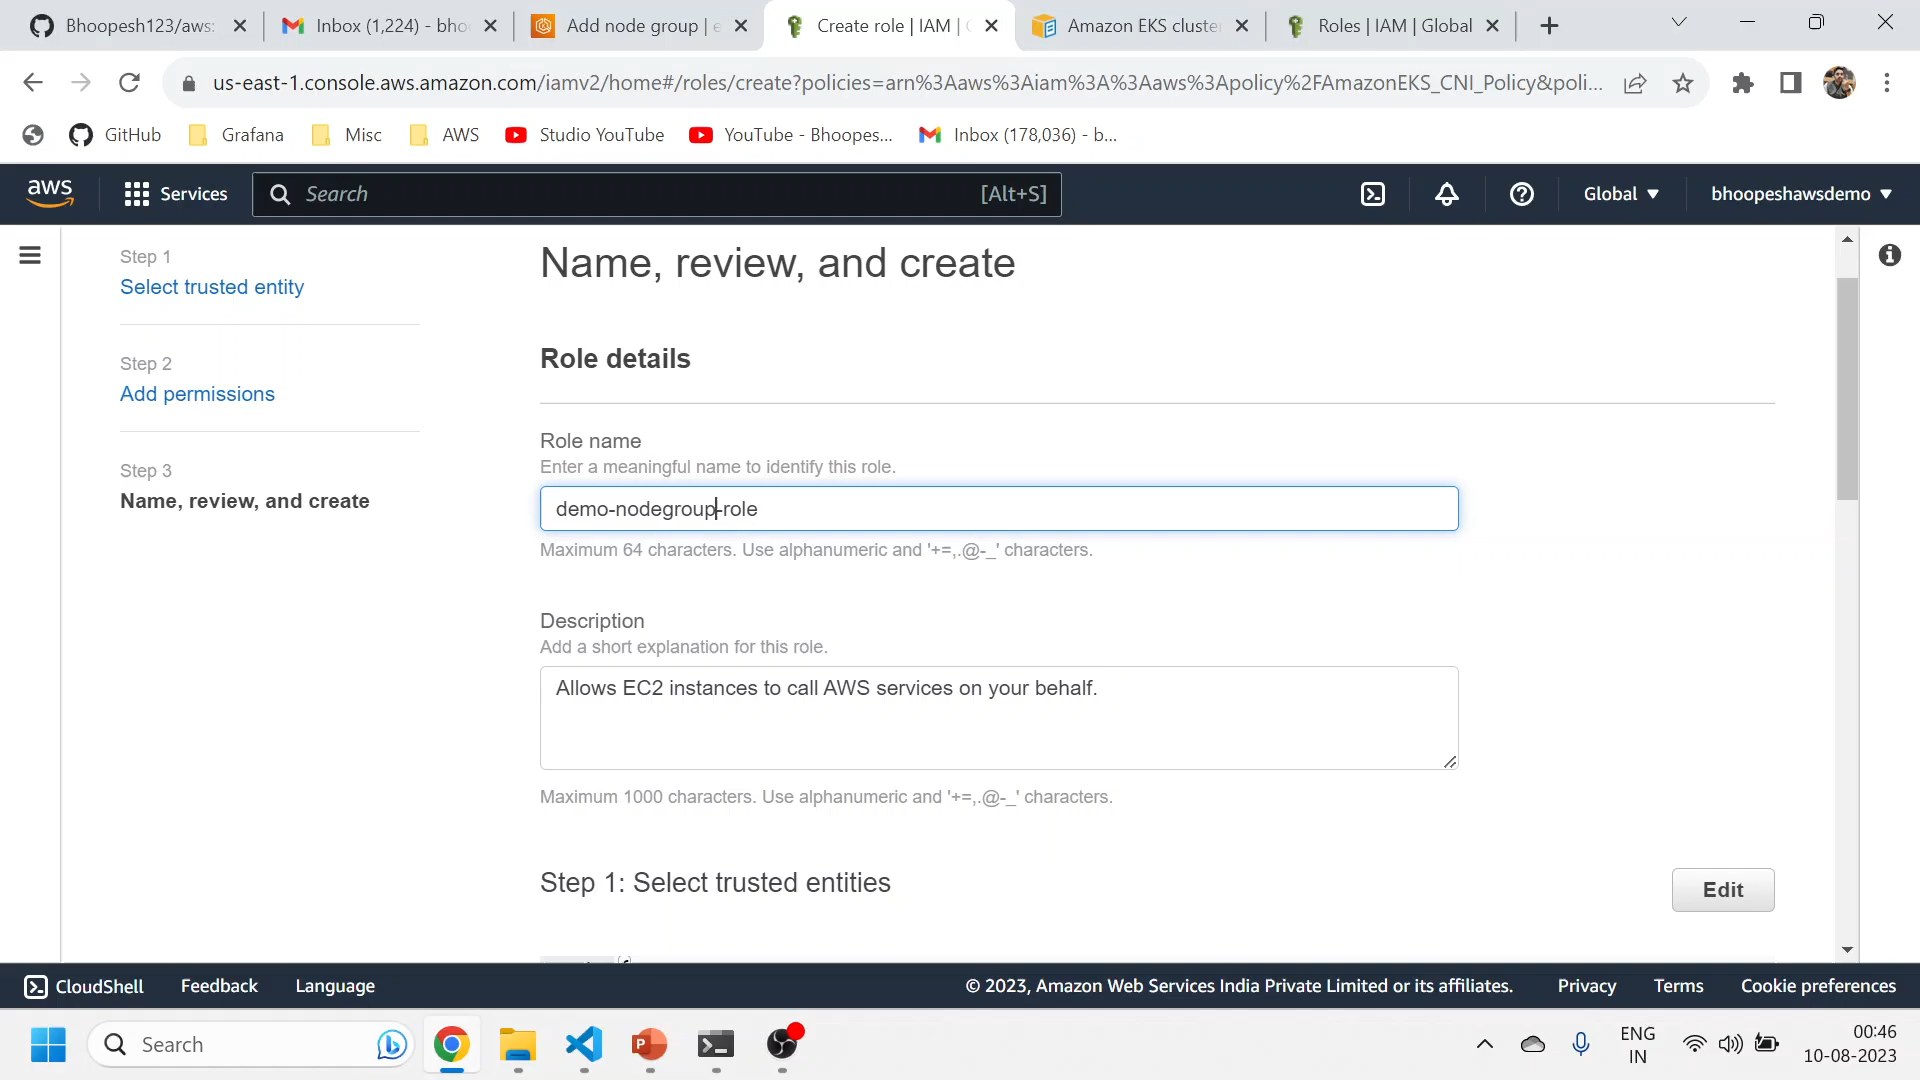 Bhoopesh123/aws:
Inbox (1,224) - bho
Add node group | e
Create role | IAM |
Amazon EKS cluste
Roles | IAM | Global
us-east-1.console.aws.amazon.com/iamv2/home#/roles/create?policies=arn%3Aaws%3Aiam%3A%3Aaws%3Apolicy%2FAmazonEKS_CNI_Policy&poli...
GitHub
Grafana
Misc
AWS
Studio YouTube
YouTube - Bhoopes...
Inbox (178,036) - b...
aws
Services
Search
[Alt+S]
Global
bhoopeshawsdemo
Step 1
Select trusted entity
Step 2
Add permissions
Step 3
Name, review, and create
Name, review, and create
Role details
Role name
Enter a meaningful name to identify this role.
demo-nodegroup-role
Maximum 64 characters. Use alphanumeric and '+=,.@-_' characters.
Description
Add a short explanation for this role.
Allows EC2 instances to call AWS services on your behalf.
Maximum 1000 characters. Use alphanumeric and '+=,.@-_' characters.
Step 1: Select trusted entities
Edit
CloudShell
Feedback
Language
© 2023, Amazon Web Services India Private Limited or its affiliates.
Privacy
Terms
Cookie preferences
Search
ENG
IN
00:46
10-08-2023